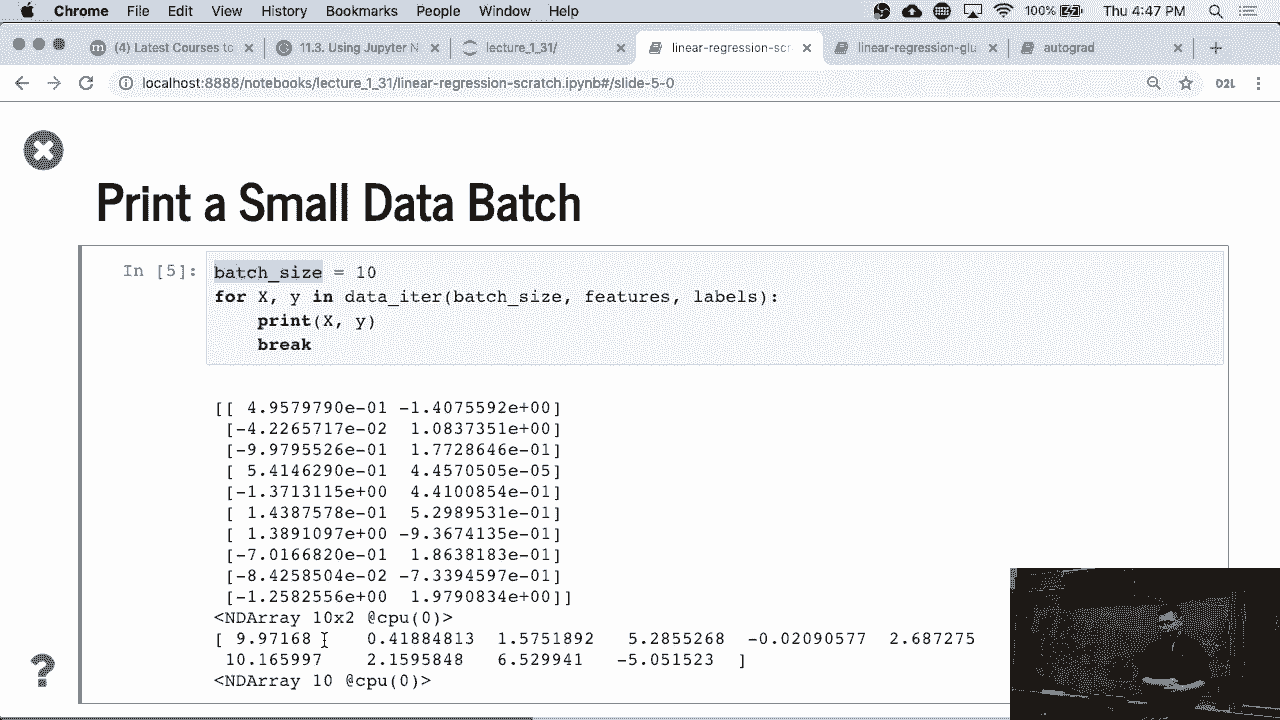 Chrome File Edit View History Bookmarks People Window Help 100% Thu 4:47 PM
(4) Latest Courses tc 11.3. Using Jupyter N lecture_1_31/ linear-regression-scr linear-regression-glu autograd
localhost:8888/notebooks/lecture_1_31/linear-regression-scratch.ipynb#/slide-5-0 D2L
Print a Small Data Batch
In [5]: batch_size = 10
for X, y in data_iter(batch_size, features, labels):
print(X, y)
break
[[ 4.9579790e-01 -1.4075592e+00]
[-4.2265717e-02 1.0837351e+00]
[-9.9795526e-01 1.7728646e-01]
[ 5.4146290e-01 4.4570505e-05]
[-1.3713115e+00 4.4100854e-01]
[ 1.4387578e-01 5.2989531e-01]
[ 1.3891097e+00 -9.3674135e-01]
[-7.0166820e-01 1.8638183e-01]
[-8.4258504e-02 -7.3394597e-01]
[-1.2582556e+00 1.9790834e+00]]
<NDArray 10x2 @cpu(0)>
[ 9.97168 0.41884813 1.5751892 5.2855268 -0.02090577 2.687275
10.165997 2.1595848 6.529941 -5.051523 ]
<NDArray 10 @cpu(0)>
?